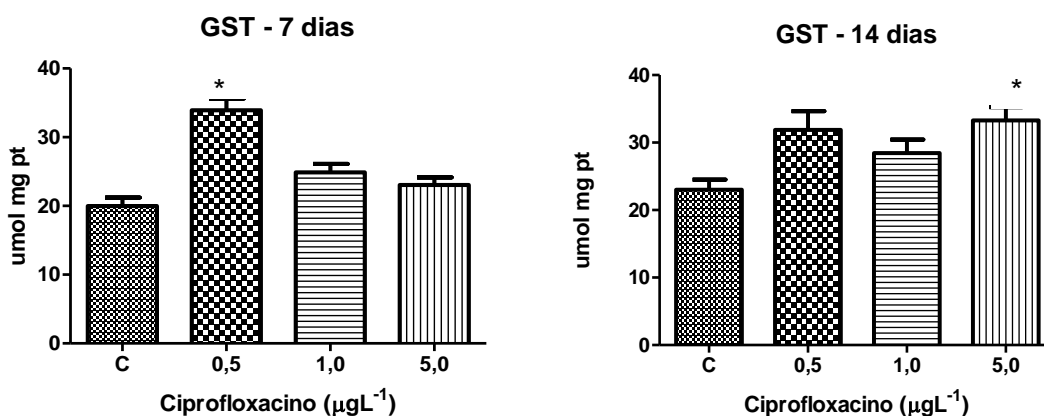 GST - 7 dias
umol mg pt
40
30
20
10
0
*
C 0,5 1,0 5,0
Ciprofloxacino (μgL⁻¹)
GST - 14 dias
umol mg pt
40
30
20
10
0
*
C 0,5 1,0 5,0
Ciprofloxacino (μgL⁻¹)